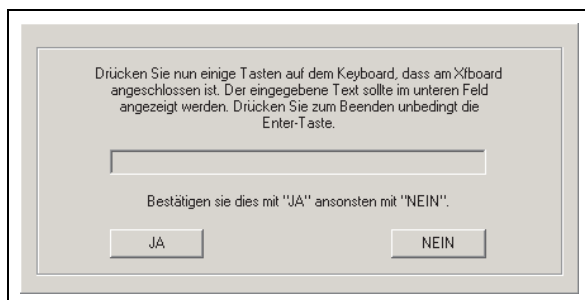 Drücken Sie nun einige Tasten auf dem Keyboard, dass am Xfboard
angeschlossen ist. Der eingegebene Text sollte im unteren Feld
angezeigt werden. Drücken Sie zum Beenden unbedingt die
Enter-Taste.
Bestätigen sie dies mit "JA" ansonsten mit "NEIN".
JA NEIN